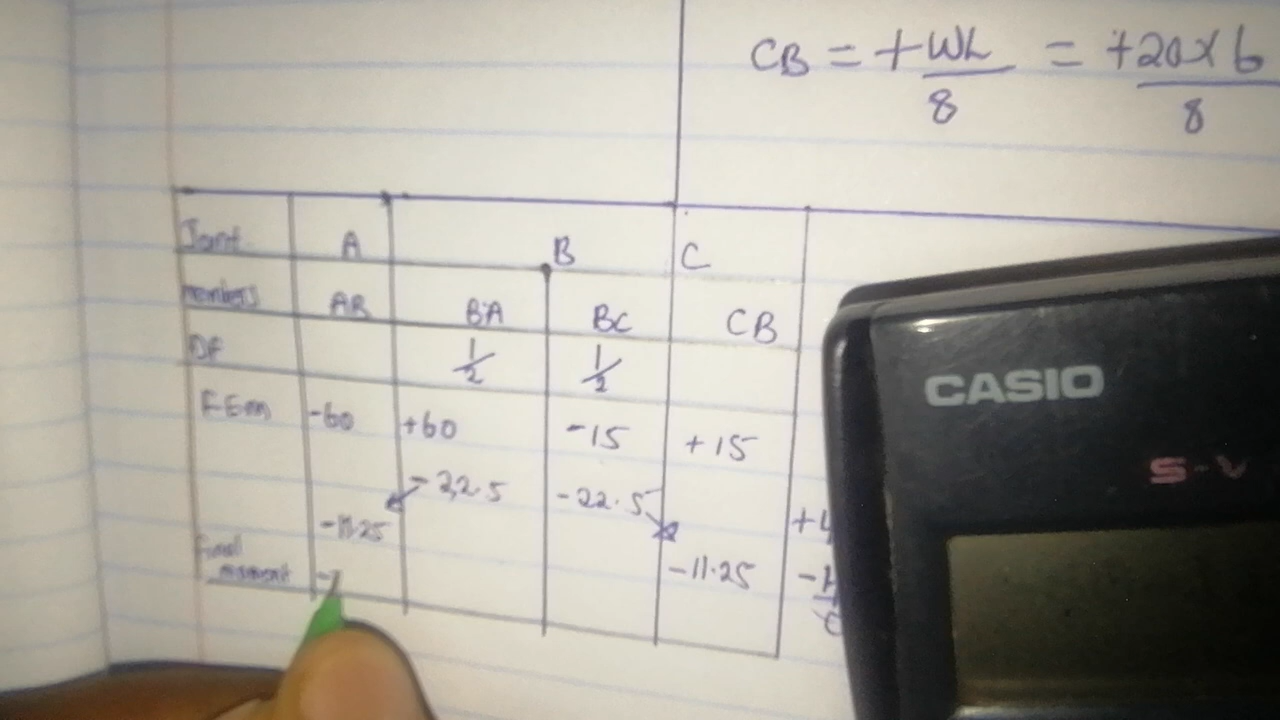 CB = +WL/8 = +20x6/8
Joint A B C
members AB BA BC CB
DF 1/2 1/2
FEM -60 +60 -15 +15
-22.5 -22.5
-11.25 -11.25
Final moment
CASIO
S-V